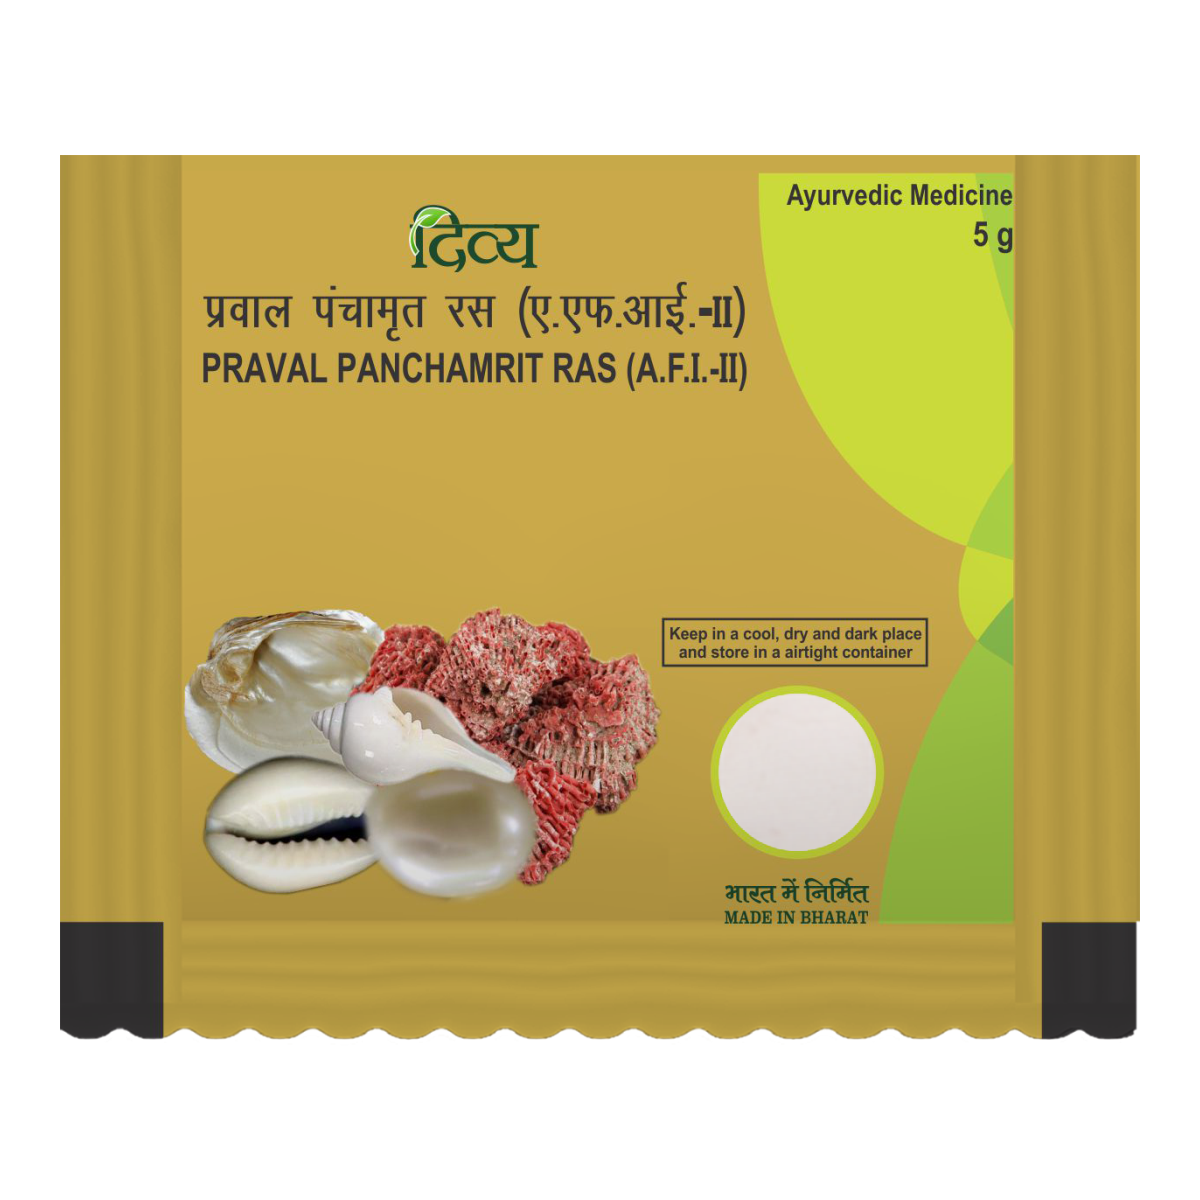 दिव्य
प्रवाल पंचामृत रस (ए.एफ.आई.-II)
PRAVAL PANCHAMRIT RAS (A.F.I.-II)
Ayurvedic Medicine
5 g
Keep in a cool, dry and dark place
and store in a airtight container
भारत में निर्मित
MADE IN BHARAT